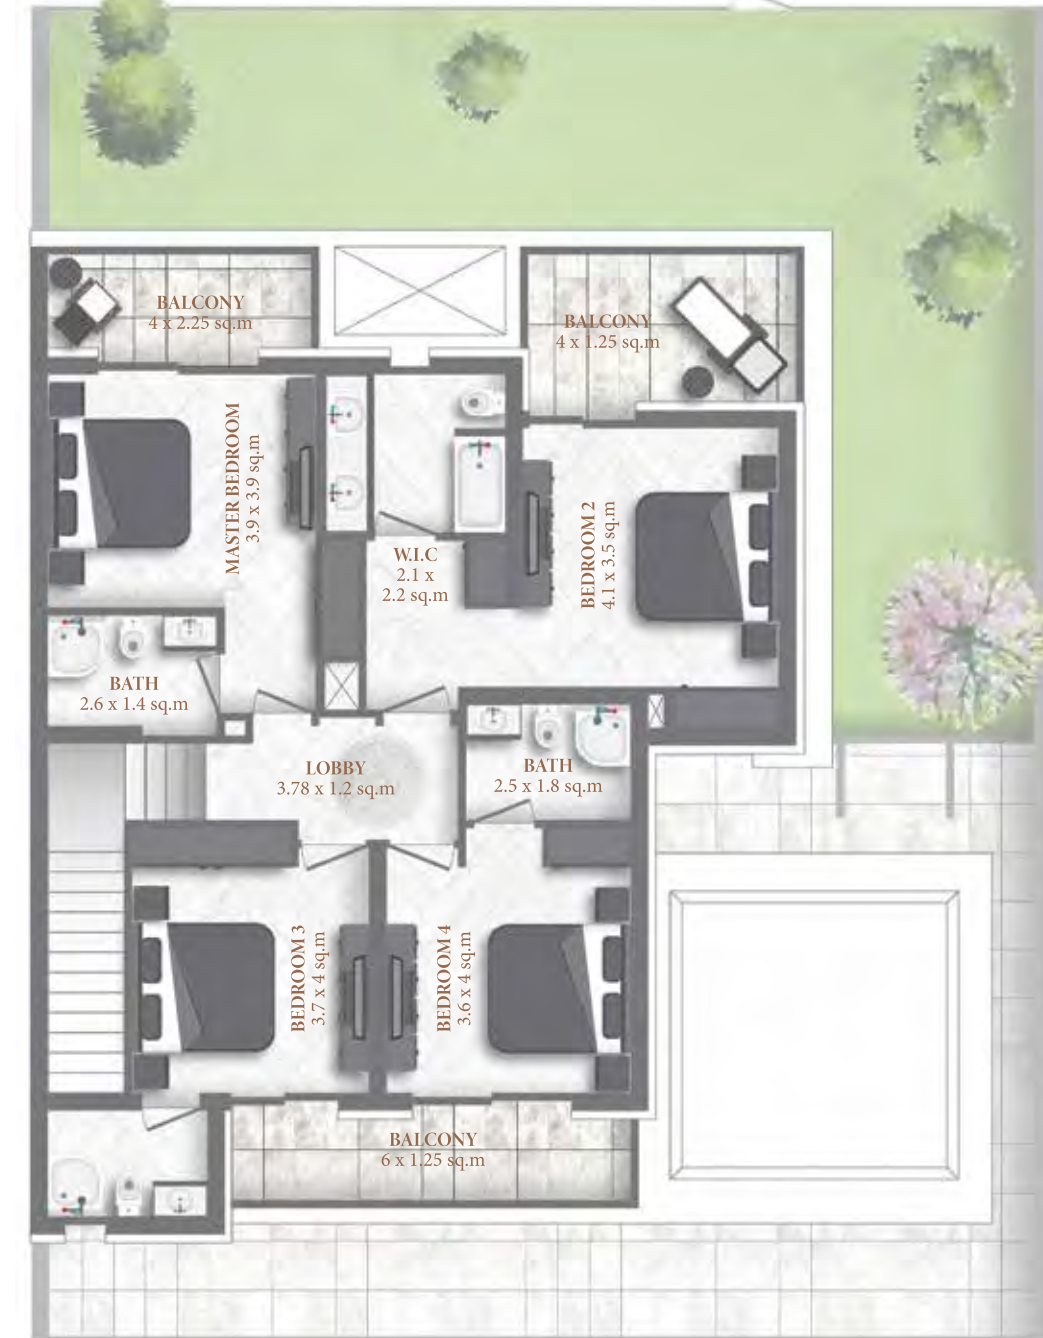 BALCONY
4 x 2.25 sq.m
BALCONY
4 x 1.25 sq.m
MASTER BEDROOM
3.9 x 3.9 sq.m
W.I.C
2.1 x
2.2 sq.m
BEDROOM 2
4.1 x 3.5 sq.m
BATH
2.6 x 1.4 sq.m
LOBBY
3.78 x 1.2 sq.m
BATH
2.5 x 1.8 sq.m
BEDROOM 3
3.7 x 4 sq.m
BEDROOM 4
3.6 x 4 sq.m
BALCONY
6 x 1.25 sq.m